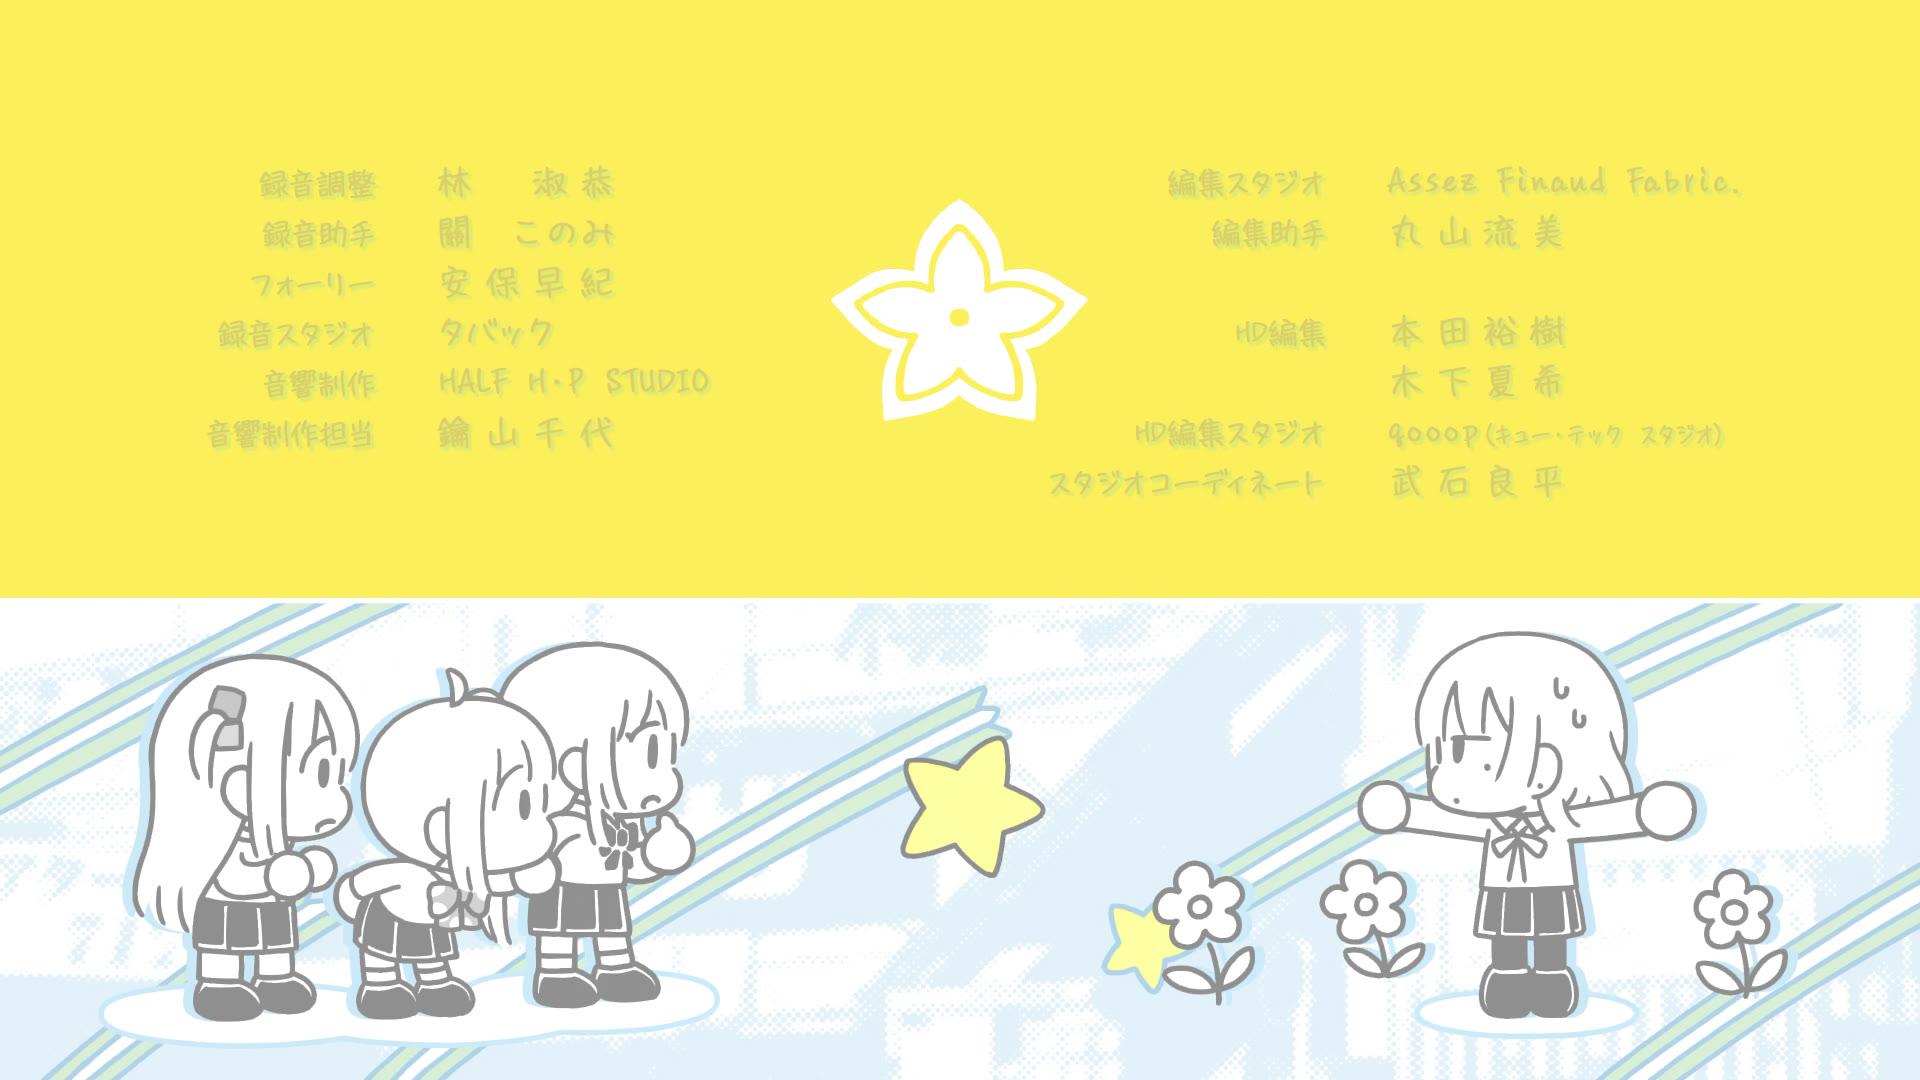 録音調整 林 淑恭
録音助手 關 このみ
フォーリー 安保早紀
録音スタジオ タバック
音響制作 HALF H・P STUDIO
音響制作担当 鑰山千代
編集スタジオ Assez Finaud Fabric.
編集助手 丸山流美
HD編集 本田裕樹
木下夏希
HD編集スタジオ q000p(キュー・テック スタジオ)
スタジオコーディネート 武石良平